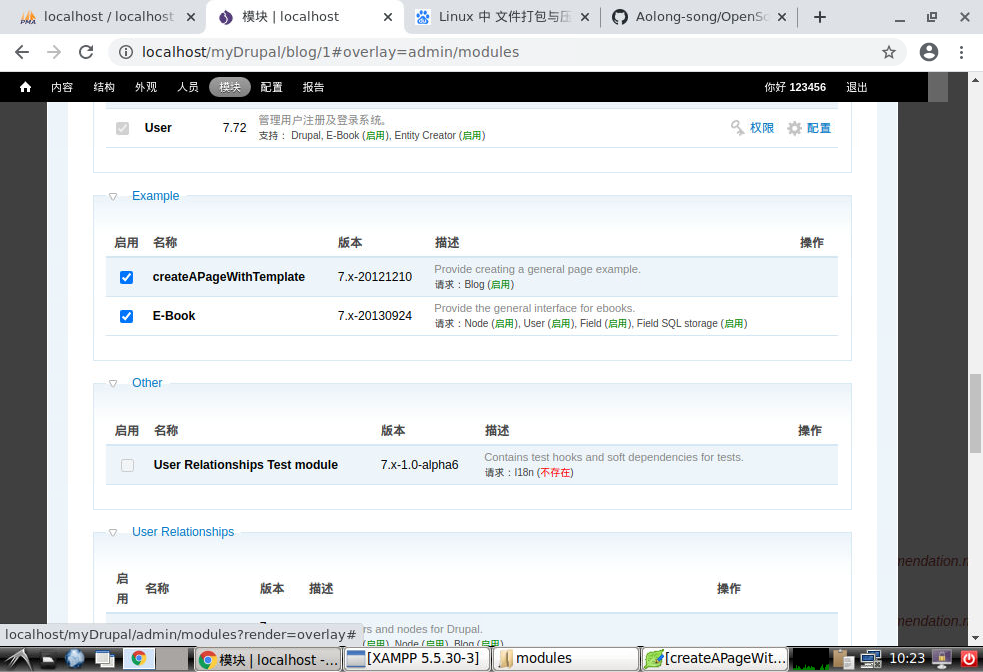 localhost / localhost
模块 | localhost
Linux 中 文件打包与压
Aolong-song/OpenSo
localhost/myDrupal/blog/1#overlay=admin/modules
内容 结构 外观 人员 模块 配置 报告 你好 123456 退出
User 7.72 管理用户注册及登录系统。
支持： Drupal, E-Book (启用), Entity Creator (启用)
权限 配置
Example
启用 名称 版本 描述 操作
createAPageWithTemplate 7.x-20121210 Provide creating a general page example.
请求：Blog (启用)
E-Book 7.x-20130924 Provide the general interface for ebooks.
请求：Node (启用), User (启用), Field (启用), Field SQL storage (启用)
Other
启用 名称 版本 描述 操作
User Relationships Test module 7.x-1.0-alpha6 Contains test hooks and soft dependencies for tests.
请求：I18n (不存在)
User Relationships
启用 名称 版本 描述 操作
rs and nodes for Drupal.
(启用), Node (启用), Blog (启用)
mendation.m
mendation.m
localhost/myDrupal/admin/modules?render=overlay#
模块 | localhost -... [XAMPP 5.5.30-3] modules [createAPageWit... 10:23